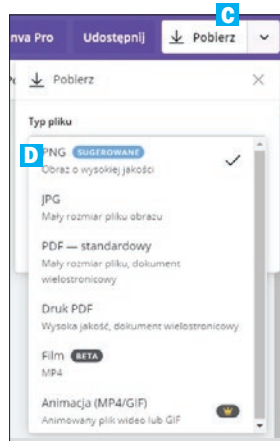 C
nva Pro Udostępnij Pobierz
Pobierz
Typ pliku
D PNG SUGEROWANE
Obraz o wysokiej jakości
JPG
Mały rozmiar pliku obrazu
PDF — standardowy
Mały rozmiar pliku, dokument
wielostronicowy
Druk PDF
Wysoka jakość, dokument wielostronicowy
Film BETA
MP4
Animacja (MP4/GIF)
Animowany plik wideo lub GIF